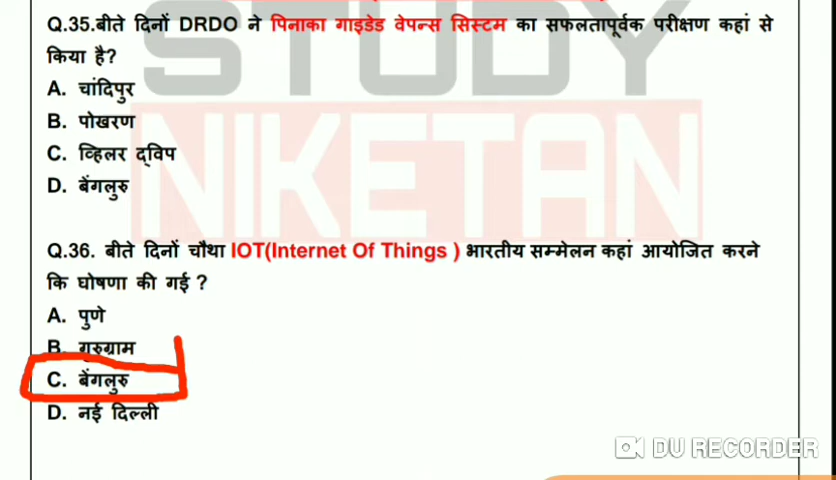 Q.35.बीते दिनों DRDO ने पिनाका गाइडेड वेपन्स सिस्टम का सफलतापूर्वक परीक्षण कहां से
किया है?
A. चांदिपुर
B. पोखरण
C. व्हिलर द्विप
D. बेंगलुरु
STUDY
NIKETAN
Q.36. बीते दिनों चौथा IOT(Internet Of Things ) भारतीय सम्मेलन कहां आयोजित करने
कि घोषणा की गई ?
A. पुणे
B. गुरुग्राम
C. बेंगलुरु
D. नई दिल्ली
DU RECORDER